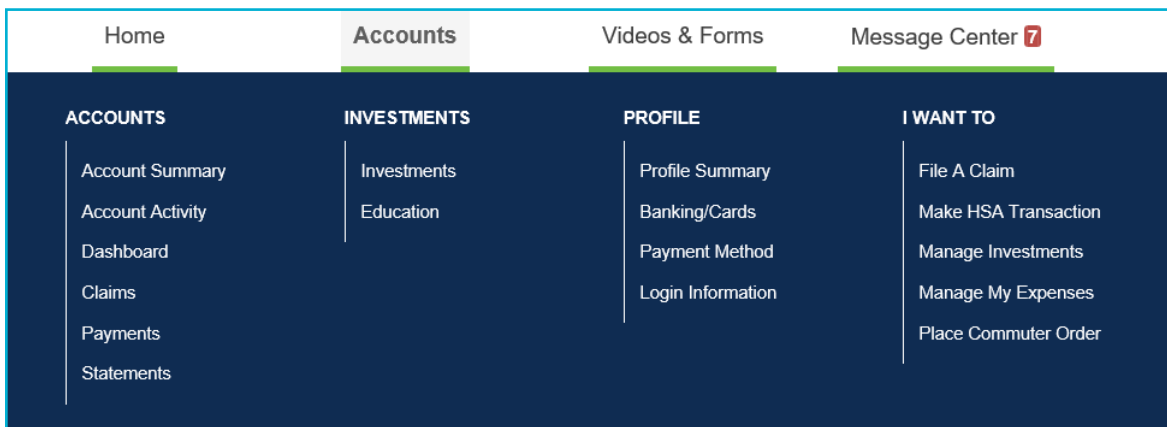 Home
Accounts
Videos & Forms
Message Center 7
ACCOUNTS
Account Summary
Account Activity
Dashboard
Claims
Payments
Statements
INVESTMENTS
Investments
Education
PROFILE
Profile Summary
Banking/Cards
Payment Method
Login Information
I WANT TO
File A Claim
Make HSA Transaction
Manage Investments
Manage My Expenses
Place Commuter Order